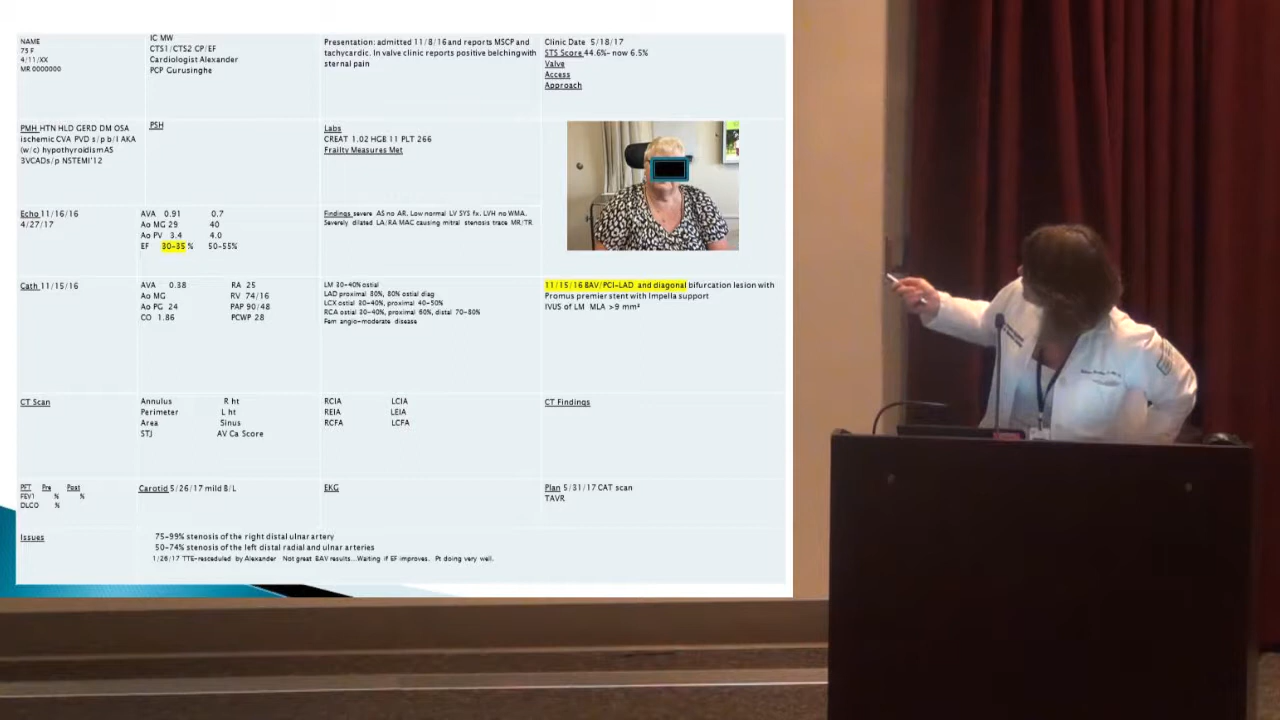 NAME
73 F
4/11/XX
MR 0000000
IC MW
CTS1/CTS2 CP/EF
Cardiologist Alexander
PCP Gurusinghe
Presentation: admitted 11/8/16 and reports MSCP and
tachycardic. In valve clinic reports positive belching with
sternal pain
Clinic Date 5/18/17
STS Score 44.6%- now 6.5%
Valve
Access
Approach
PMH HTN HLD GERD DM OSA
ischemic CVA PVD s/p b/l AKA
(w/c) hypothyroidism AS
3VCAD s/p NSTEMI'12
PSH
Labs
CREAT 1.02 HGB 11 PLT 266
Frailty Measures Met
Echo 11/16/16
4/27/17
AVA 0.91 0.7
Ao MG 29 40
Ao PV 3.4 4.0
EF 30-35 % 50-55%
Findings severe AS no AR, Low normal LV SYS fx. LVH no WMA.
Severely dilated LA/RA MAC causing mitral stenosis trace MR/TR
Cath 11/15/16
AVA 0.38 RA 25
Ao MG RV 74/16
Ao PG 24 PAP 90/48
CO 1.86 PCWP 28
LM 30-40% ostial
LAD proximal 80%, 80% ostial diag
LCX ostial 30-40%, proximal 40-50%
RCA ostial 30-40%, proximal 60%, distal 70-80%
Fem angio-moderate disease
11/15/16 BAV/PCI-LAD and diagonal bifurcation lesion with
Promus premier stent with Impella support
IVUS of LM MLA >9 mm²
CT Scan
Annulus R ht
Perimeter L ht
Area Sinus
STJ AV Ca Score
RCIA LCIA
REIA LEIA
RCFA LCFA
CT Findings
PFT Pre Post
FEV1 % %
DLCO %
Carotid 5/26/17 mild B/L
EKG
Plan 5/31/17 CAT scan
TAVR
Issues
75-99% stenosis of the right distal ulnar artery
50-74% stenosis of the left distal radial and ulnar arteries
1/26/17 TTE-resceduled by Alexander Not great BAV results...Waiting if EF improves. Pt doing very well.